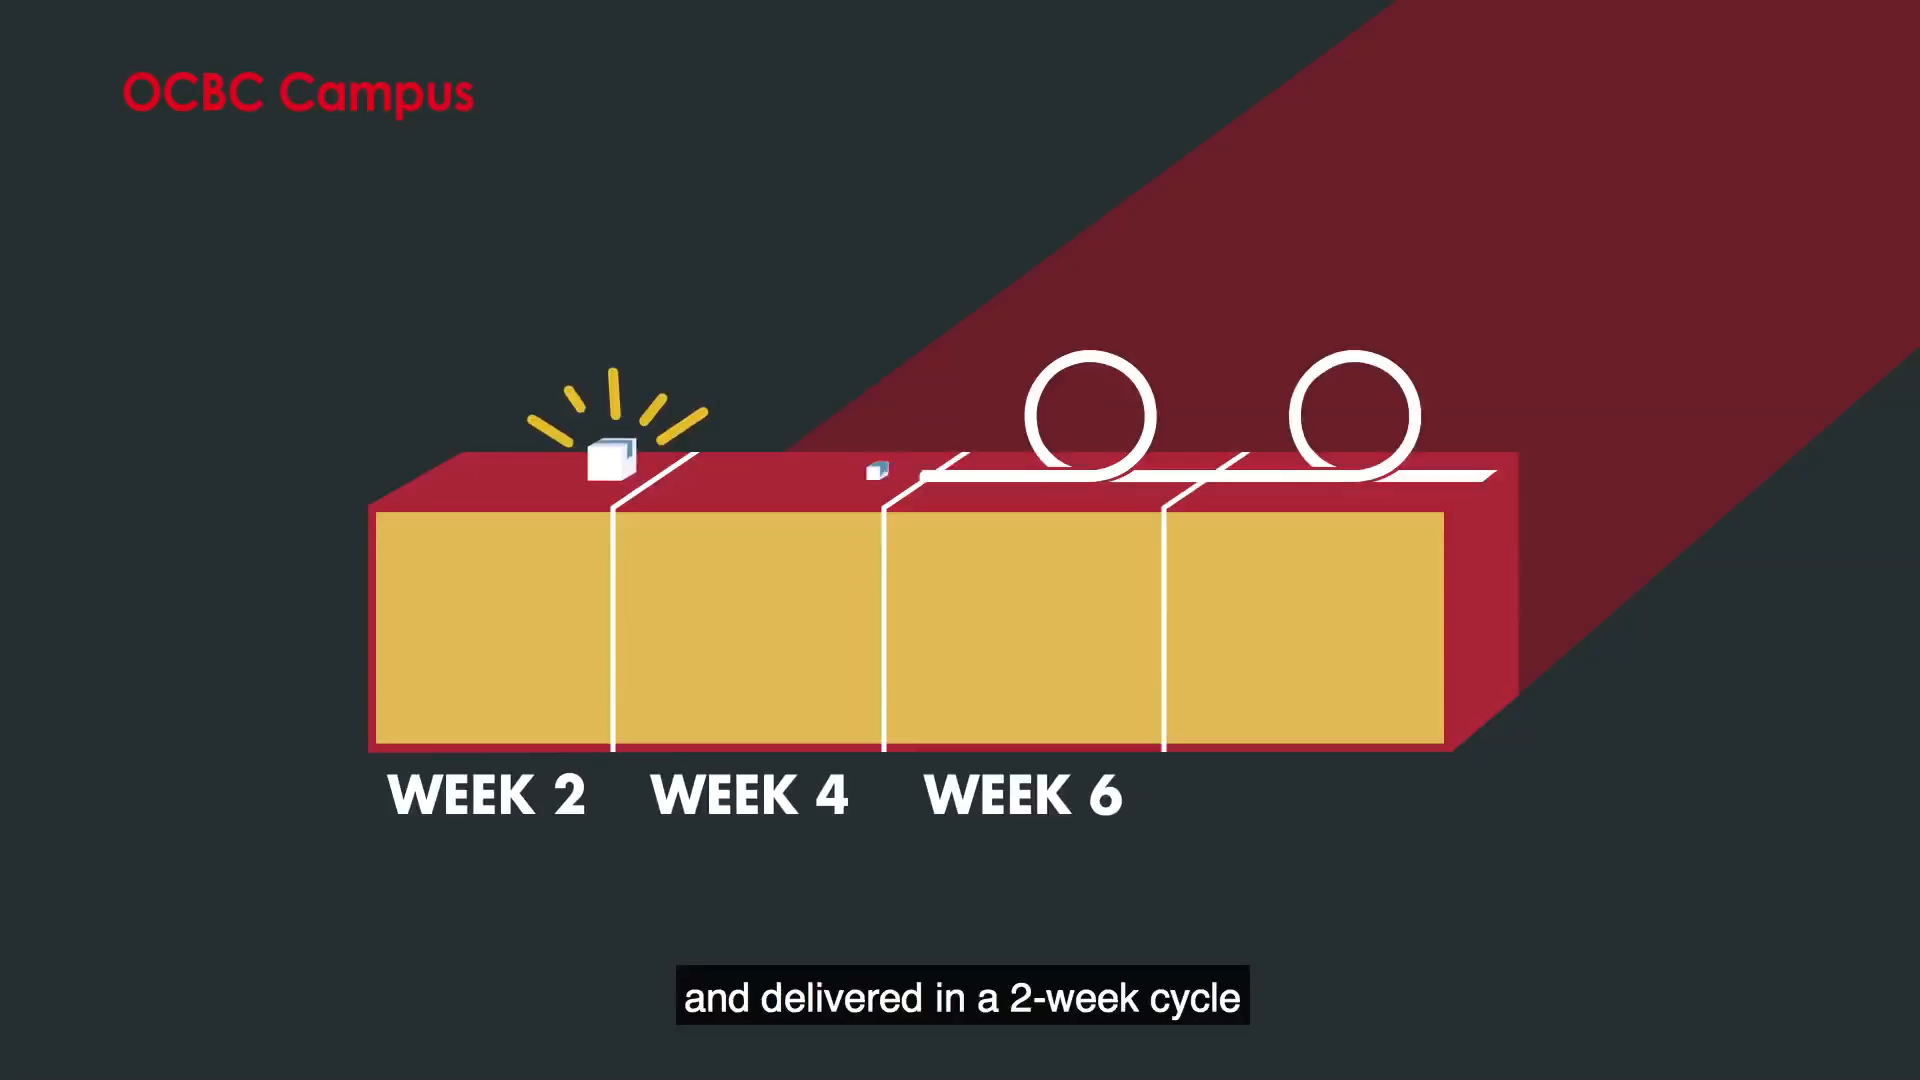 OCBC Campus
WEEK 2
WEEK 4
WEEK 6
and delivered in a 2-week cycle